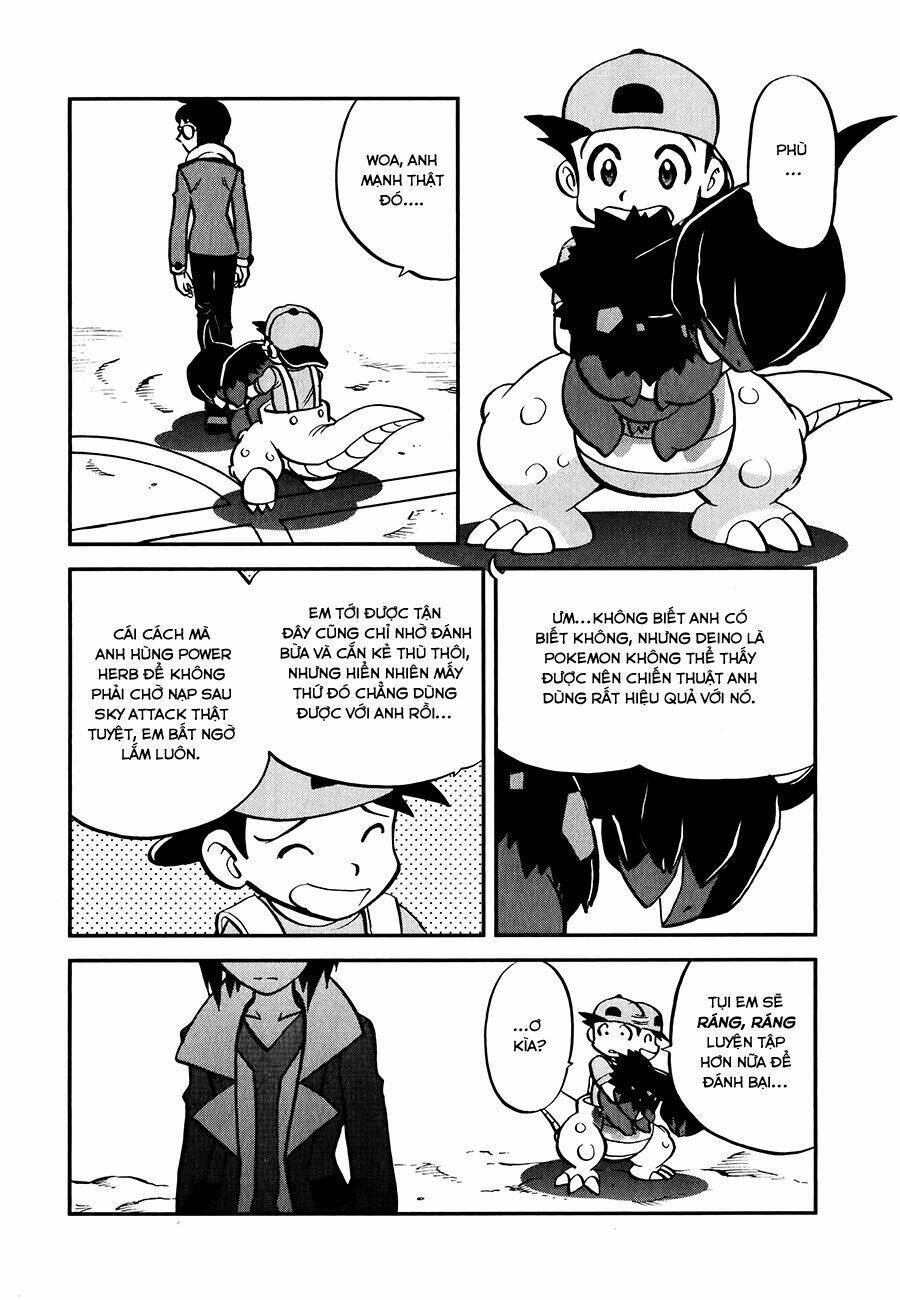 PHÙ
...
WOA, ANH
MẠNH THẬT
ĐÓ....
ƯM...KHÔNG BIẾT ANH CÓ
BIẾT KHÔNG, NHƯNG DEINO LÀ
POKEMON KHÔNG THỂ THẤY
ĐƯỢC NÊN CHIẾN THUẬT ANH
DÙNG RẤT HIỆU QUẢ VỚI NÓ.
EM TỚI ĐƯỢC TẬN
ĐÂY CŨNG CHỈ NHỜ ĐÁNH
BỪA VÀ CẮN KẺ THÙ THÔI,
NHƯNG HIỂN NHIÊN MẤY
THỨ ĐÓ CHẲNG DÙNG
ĐƯỢC VỚI ANH RỒI...
CÁI CÁCH MÀ
ANH HÙNG POWER
HERB ĐỂ KHÔNG
PHẢI CHỜ NẠP SAU
SKY ATTACK THẬT
TUYỆT, EM BẤT NGỜ
LẮM LUÔN.
TỤI EM SẼ
RÁNG, RÁNG
LUYỆN TẬP
HƠN NỮA ĐỂ
ĐÁNH BẠI...
...Ơ
KÌA?